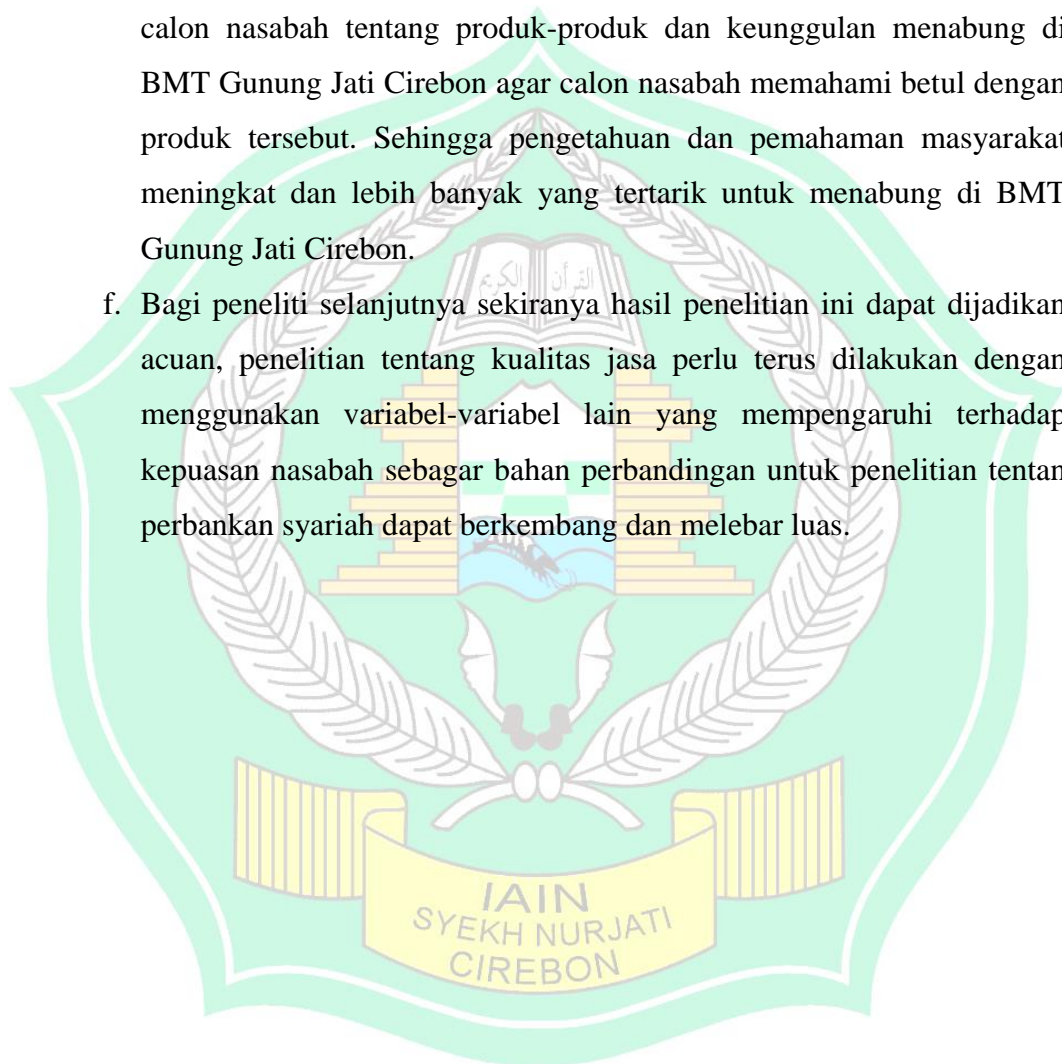 calon nasabah tentang produk-produk dan keunggulan menabung di
BMT Gunung Jati Cirebon agar calon nasabah memahami betul dengan
produk tersebut. Sehingga pengetahuan dan pemahaman masyarakat
meningkat dan lebih banyak yang tertarik untuk menabung di BMT
Gunung Jati Cirebon.
القرآن الكريم
f. Bagi peneliti selanjutnya sekiranya hasil penelitian ini dapat dijadikan
acuan, penelitian tentang kualitas jasa perlu terus dilakukan dengan
menggunakan variabel-variabel lain yang mempengaruhi terhadap
kepuasan nasabah sebagar bahan perbandingan untuk penelitian tentan
perbankan syariah dapat berkembang dan melebar luas.
IAIN
SYEKH NURJATI
CIREBON